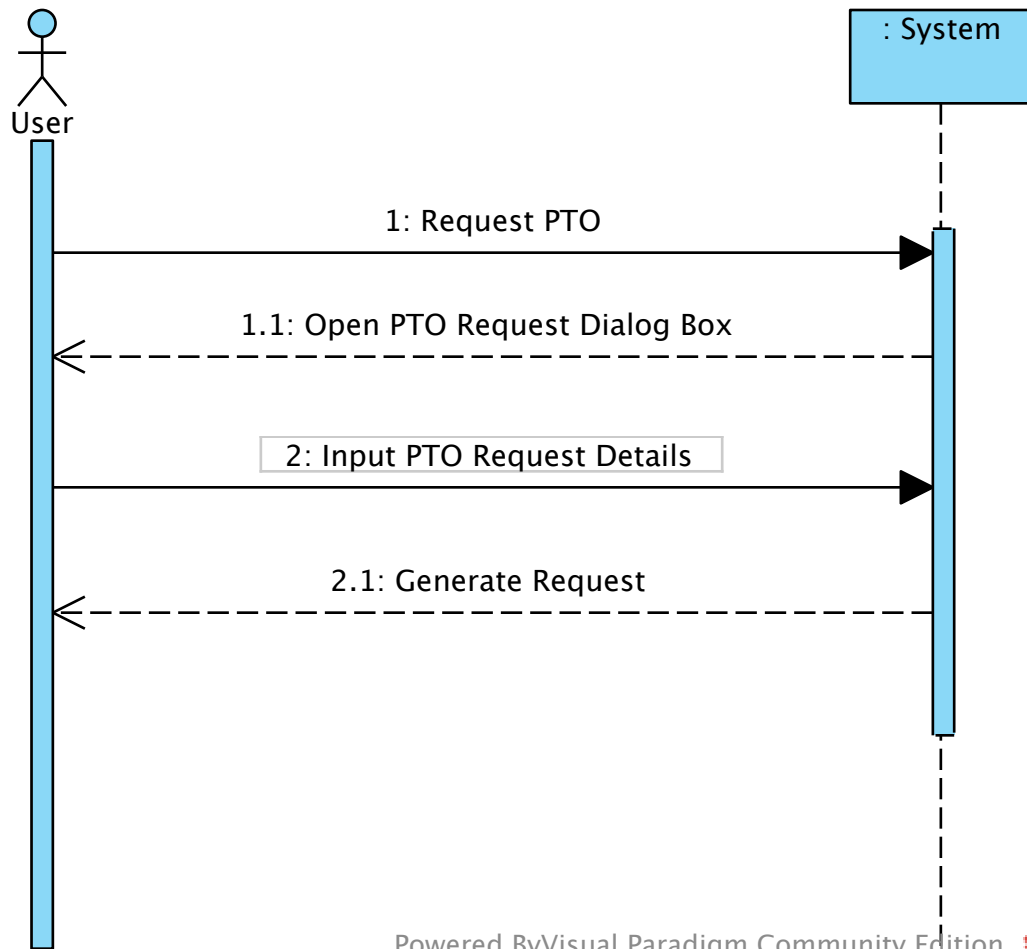 : System
User
1: Request PTO
1.1: Open PTO Request Dialog Box
2: Input PTO Request Details
2.1: Generate Request
Powered ByVisual Paradigm Community Edition